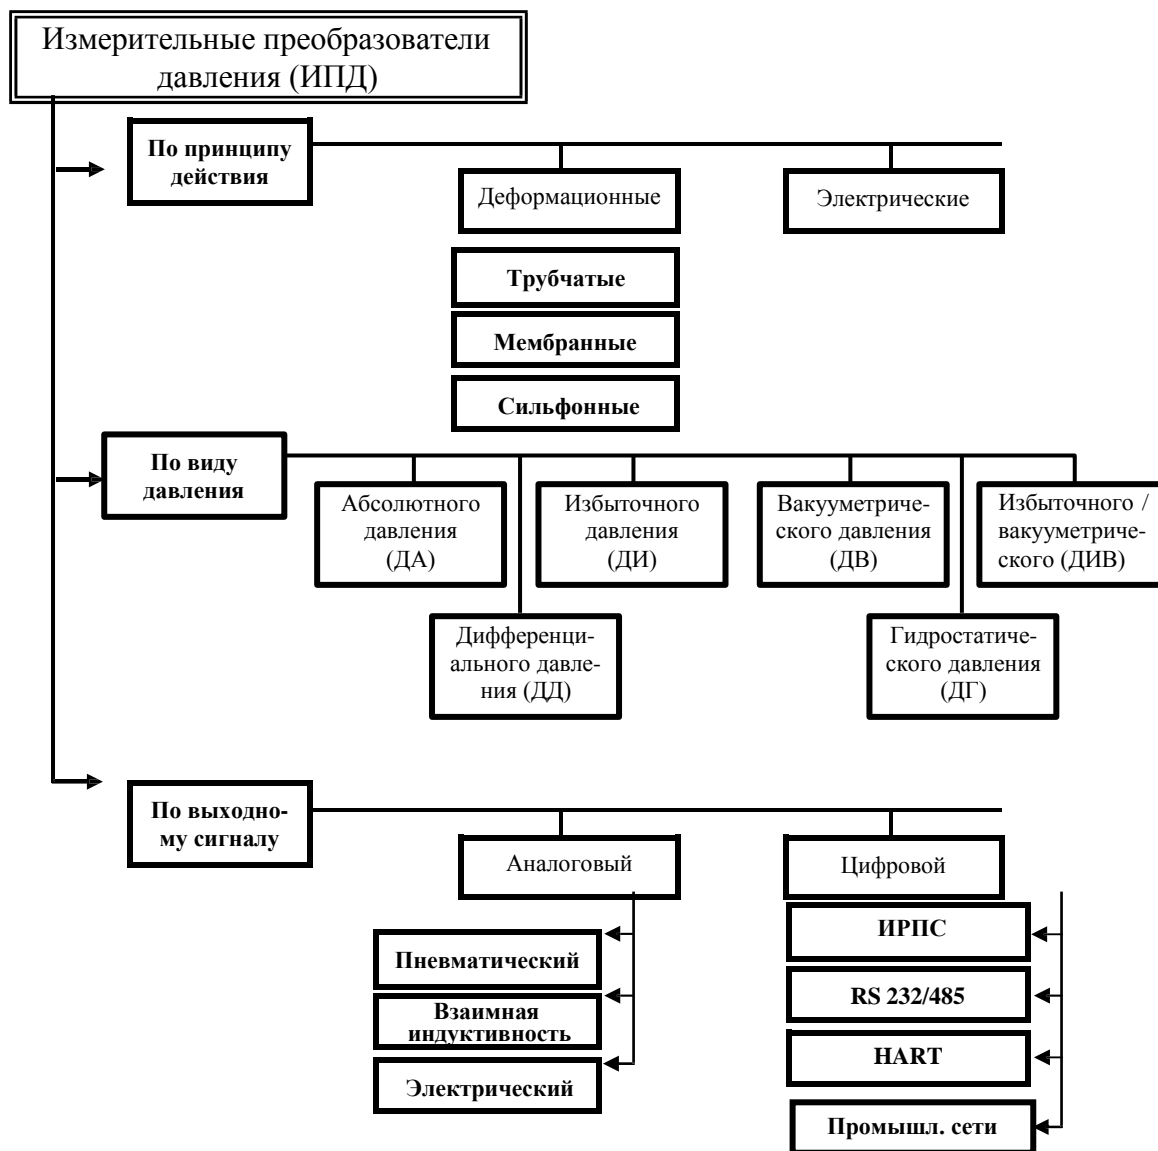 Измерительные преобразователи
давления (ИПД)
По принципу
действия
Деформационные
Электрические
Трубчатые
Мембранные
Сильфонные
По виду
давления
Абсолютного
давления
(ДА)
Избыточного
давления
(ДИ)
Вакууметриче-
ского давления
(ДВ)
Избыточного /
вакууметриче-
ского (ДИВ)
Дифференци-
ального давле-
ния (ДД)
Гидростатиче-
ского давления
(ДГ)
По выходно-
му сигналу
Аналоговый
Цифровой
Пневматический
Взаимная
индуктивность
Электрический
ИРПС
RS 232/485
HART
Промышл. сети